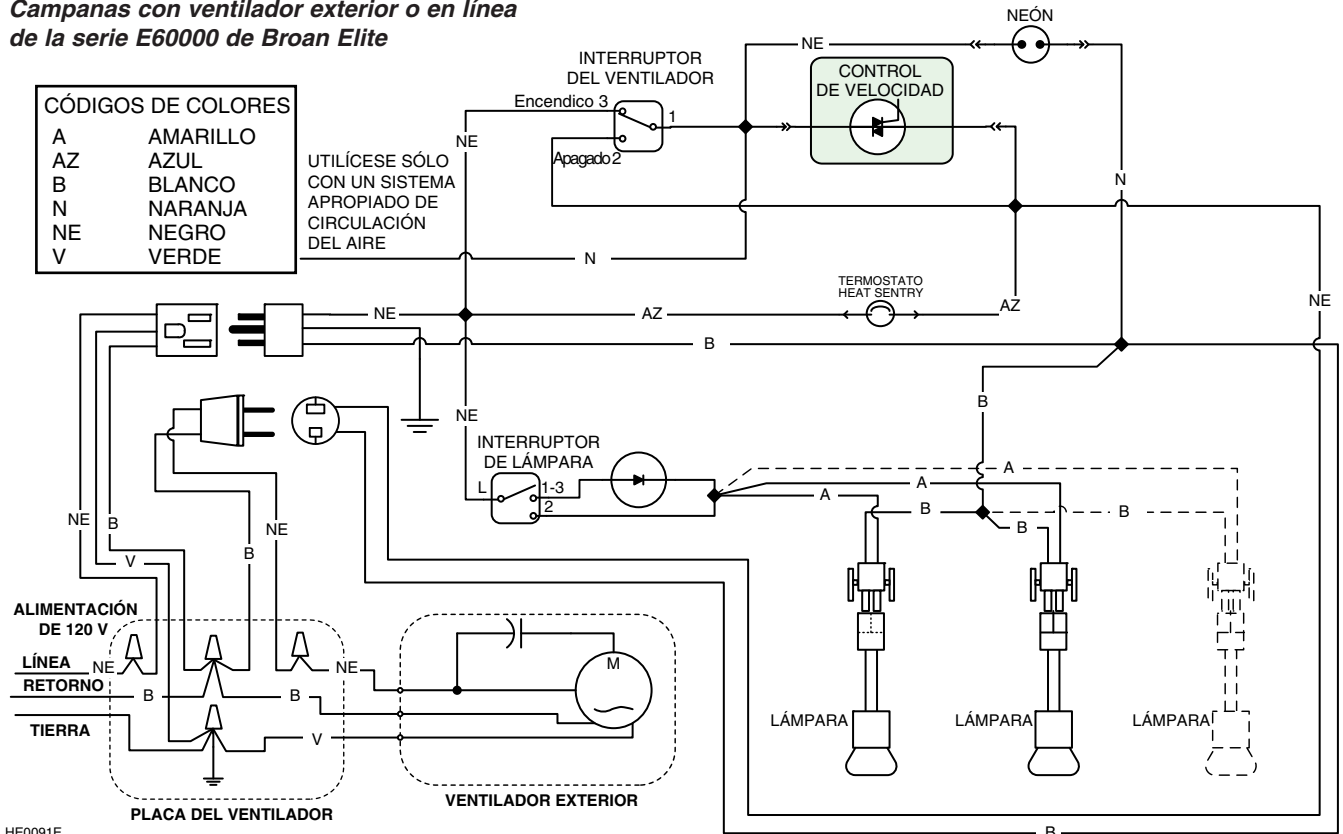 Campanas con ventilador exterior o en línea
de la serie E60000 de Broan Elite
CÓDIGOS DE COLORES
A AMARILLO
AZ AZUL
B BLANCO
N NARANJA
NE NEGRO
V VERDE
UTILÍCESE SÓLO
CON UN SISTEMA
APROPIADO DE
CIRCULACIÓN
DEL AIRE
INTERRUPTOR
DEL VENTILADOR
Encendico 3
1
Apagado 2
NE
NE
NEÓN
CONTROL
DE VELOCIDAD
N
N
TERMOSTATO
HEAT SENTRY
NE
AZ
AZ
NE
B
NE
INTERRUPTOR
DE LÁMPARA
L
1-3
2
B
A
A
A
B
B
B
NE
B
NE
B
V
ALIMENTACIÓN
DE 120 V
LÍNEA
NE
NE
RETORNO
B
B
TIERRA
V
M
LÁMPARA
LÁMPARA
LÁMPARA
PLACA DEL VENTILADOR
VENTILADOR EXTERIOR
B